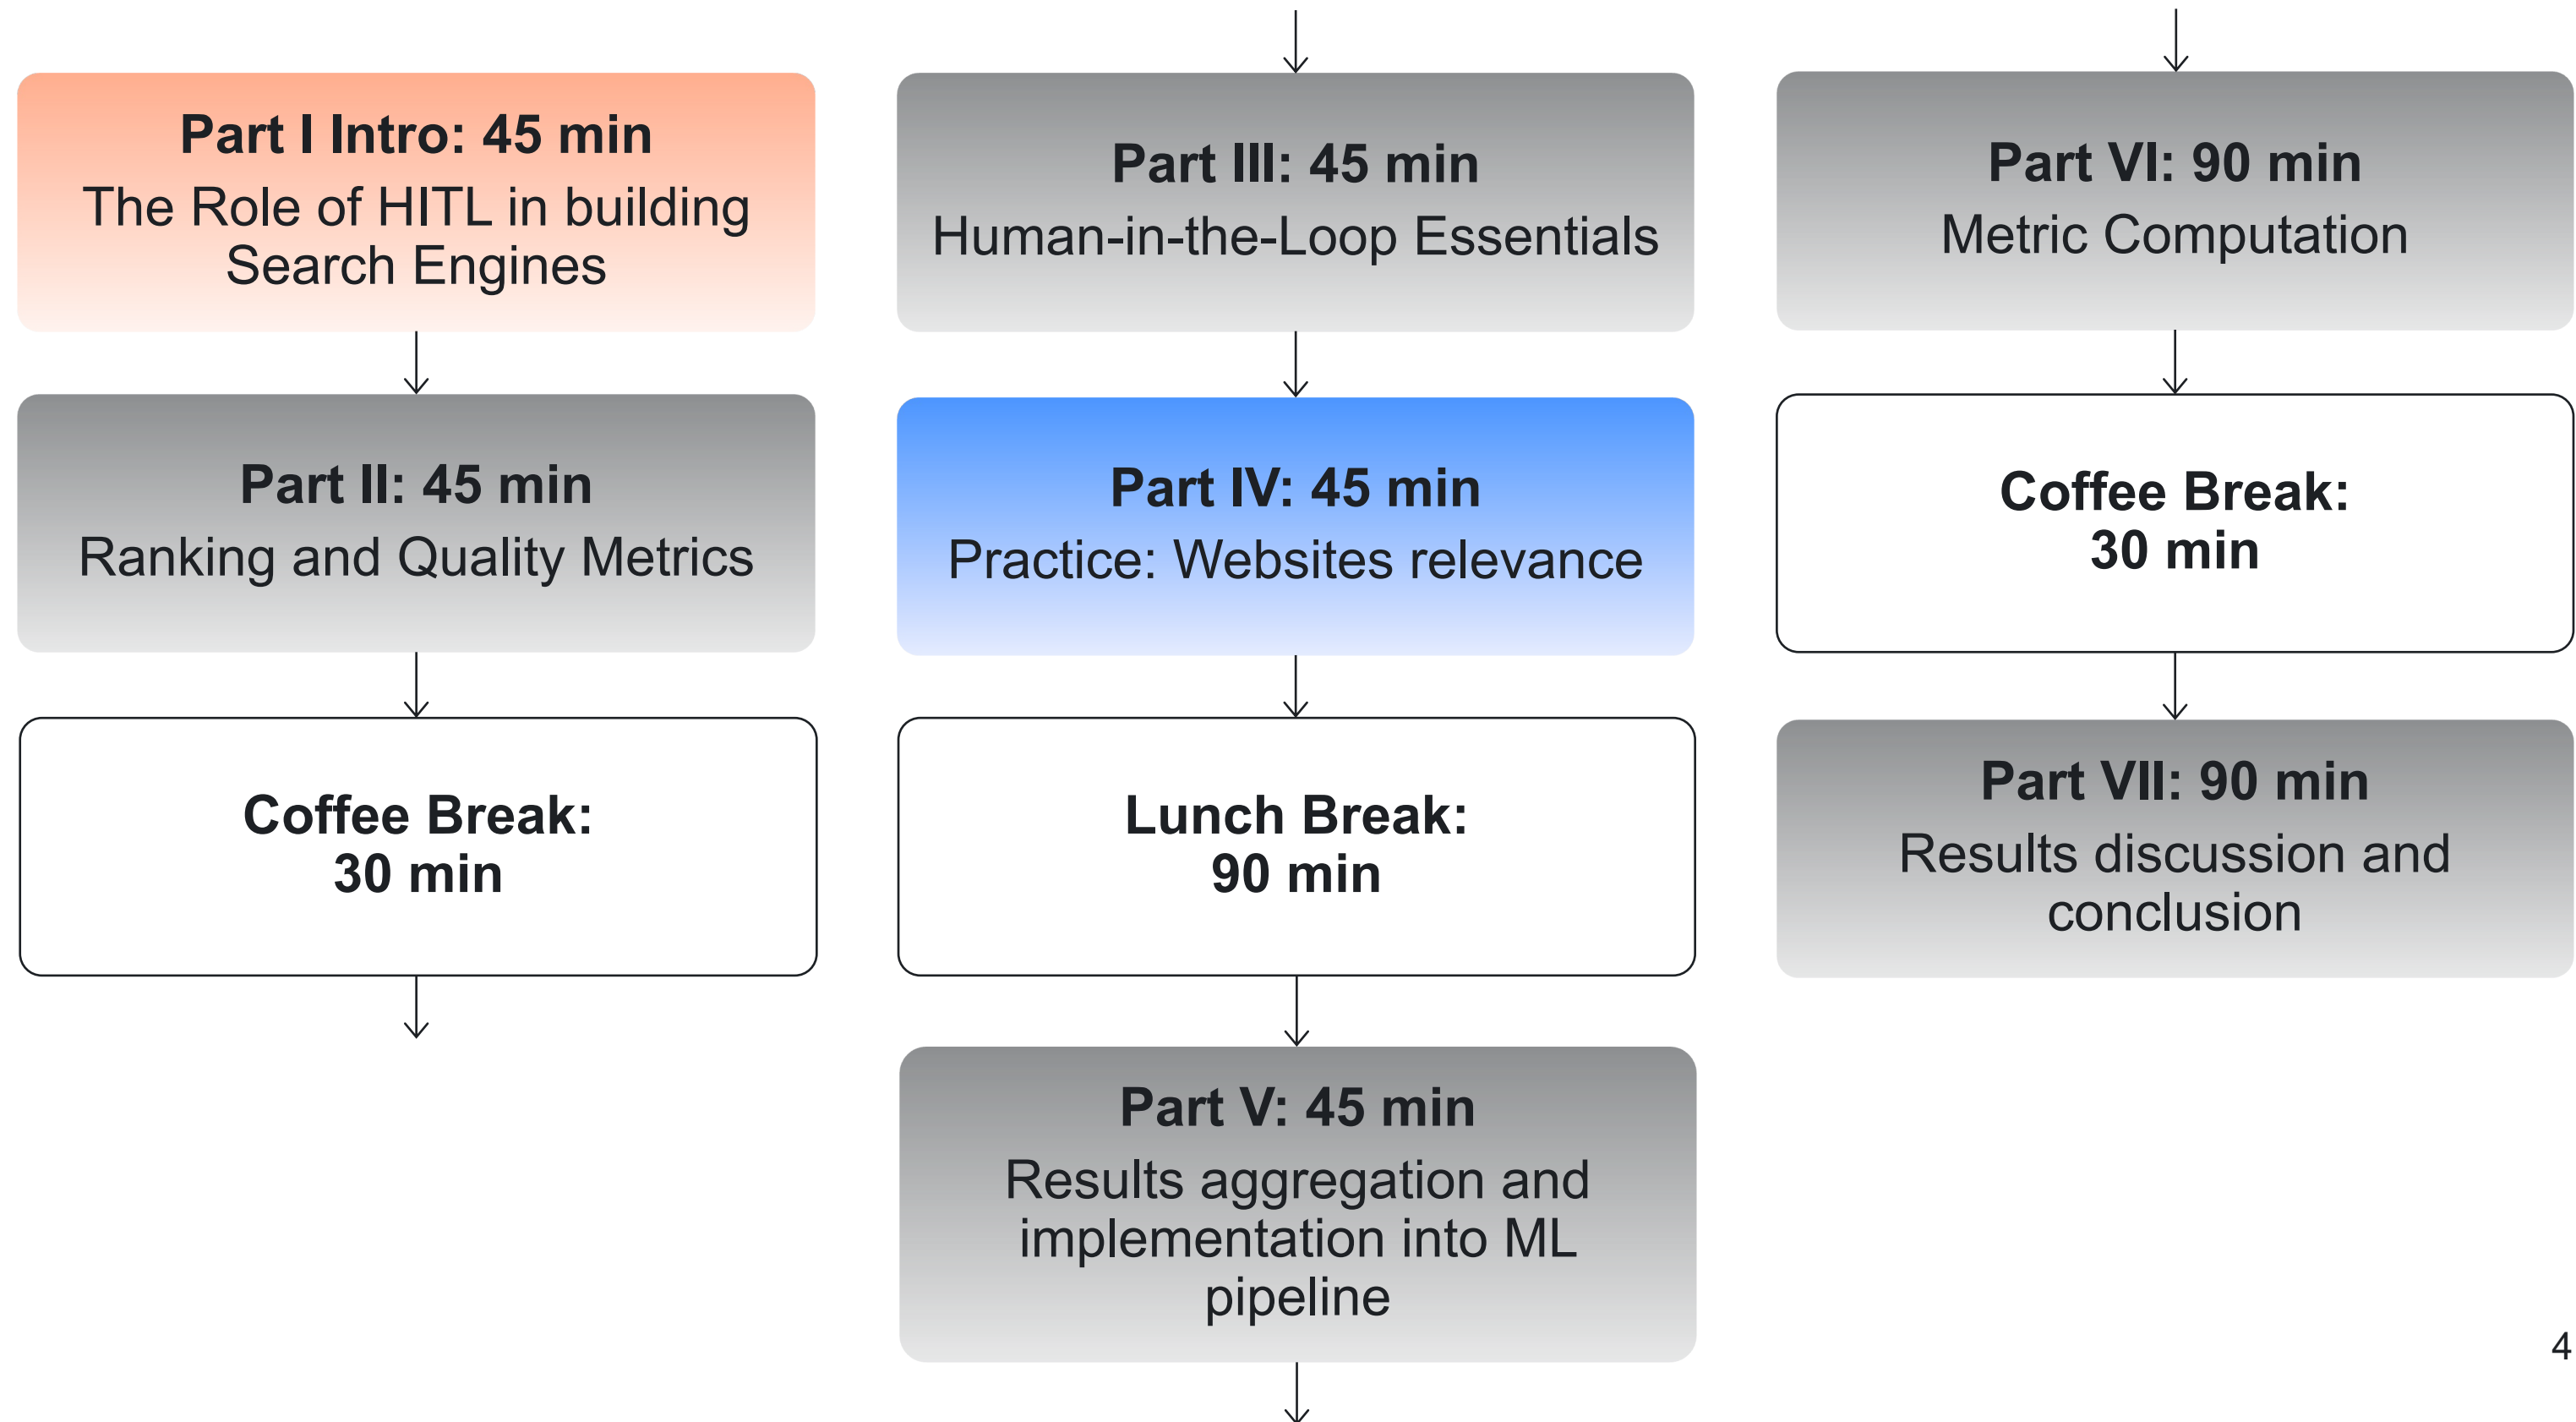 Part I Intro: 45 min
The Role of HITL in building
Search Engines
Part II: 45 min
Ranking and Quality Metrics
Coffee Break:
30 min
Part III: 45 min
Human-in-the-Loop Essentials
Part IV: 45 min
Practice: Websites relevance
Lunch Break:
90 min
Part V: 45 min
Results aggregation and
implementation into ML
pipeline
Part VI: 90 min
Metric Computation
Coffee Break:
30 min
Part VII: 90 min
Results discussion and
conclusion
4